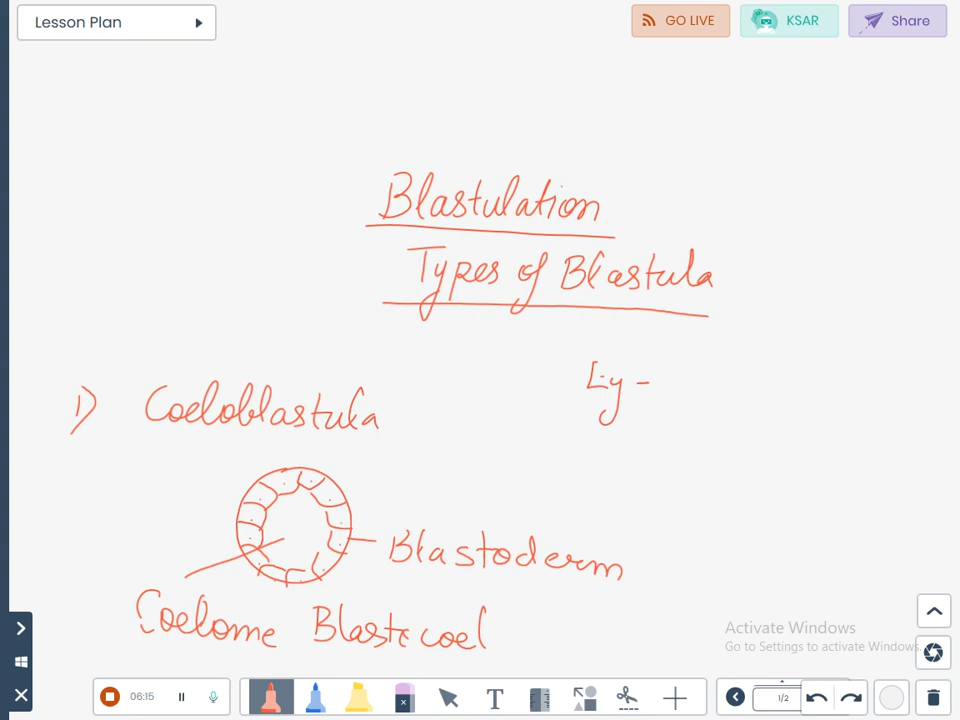 Lesson Plan
GO LIVE
KSAR
Share
Blastulation
Types of Blastula
Eg -
1) Coeloblastula
Blastoderm
Coelome Blastocoel
Activate Windows
Go to Settings to activate Windows.
06:15
T
1/2